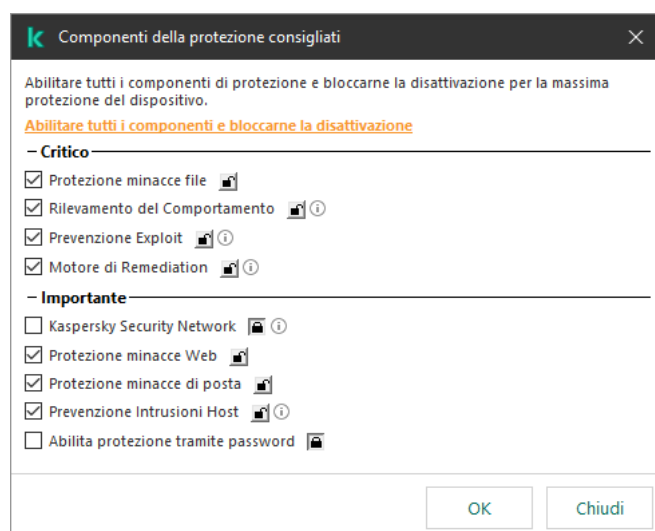 Componenti della protezione consigliati
Abilitare tutti i componenti di protezione e bloccarne la disattivazione per la massima
protezione del dispositivo.
Abilitare tutti i componenti e bloccarne la disattivazione
Critico
Protezione minacce file
Rilevamento del Comportamento
Prevenzione Exploit
Motore di Remediation
Importante
Kaspersky Security Network
Protezione minacce Web
Protezione minacce di posta
Prevenzione Intrusioni Host
Abilita protezione tramite password
OK Chiudi